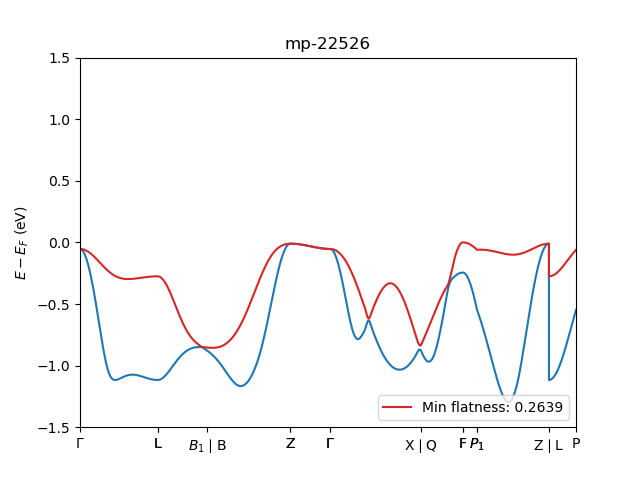 mp-22526
E − E_F (eV)
1.5
1.0
0.5
0.0
−0.5
−1.0
−1.5
Min flatness: 0.2639
Γ L B₁ | B Z Γ X | Q F P₁ Z | L P